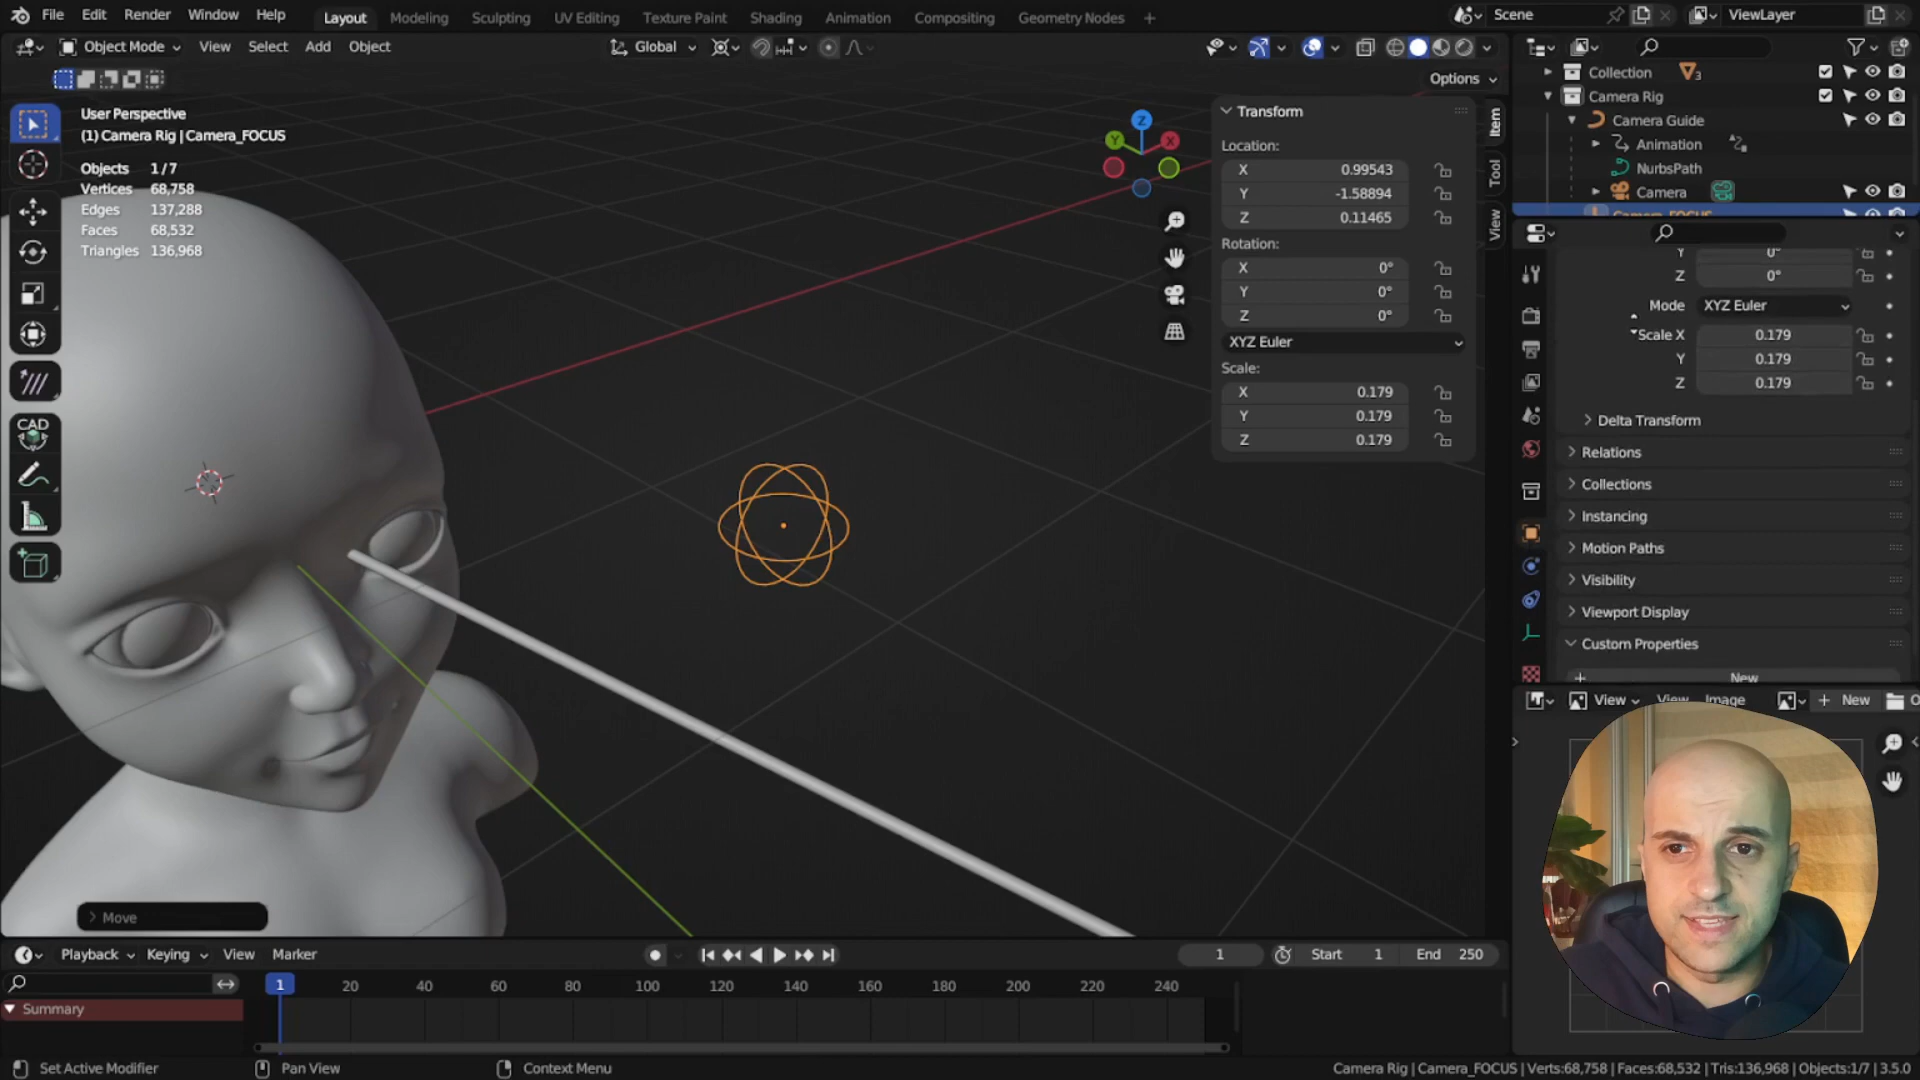 File Edit Render Window Help
Layout Modeling Sculpting UV Editing Texture Paint Shading Animation Compositing Geometry Nodes +
Scene
ViewLayer
Object Mode View Select Add Object
Global
Options
User Perspective
(1) Camera Rig | Camera_FOCUS
Objects 1/7
Vertices 68,758
Edges 137,288
Faces 68,532
Triangles 136,968
CAD
Z
Y
X
Transform
Location:
X 0.99543
Y -1.58894
Z 0.11465
Rotation:
X 0°
Y 0°
Z 0°
XYZ Euler
Scale:
X 0.179
Y 0.179
Z 0.179
Item
Tool
View
Collection 3
Camera Rig
Camera Guide
Animation
NurbsPath
Camera
Camera_FOCUS
Y 0°
Z 0°
Mode XYZ Euler
Scale X 0.179
Y 0.179
Z 0.179
Delta Transform
Relations
Collections
Instancing
Motion Paths
Visibility
Viewport Display
Custom Properties
+ New
View View Image + New O
Move
Playback Keying View Marker
1 Start 1 End 250
1 20 40 60 80 100 120 140 160 180 200 220 240
Summary
Set Active Modifier Pan View Context Menu
Camera Rig | Camera_FOCUS | Verts:68,758 | Faces:68,532 | Tris:136,968 | Objects:1/7 | 3.5.0